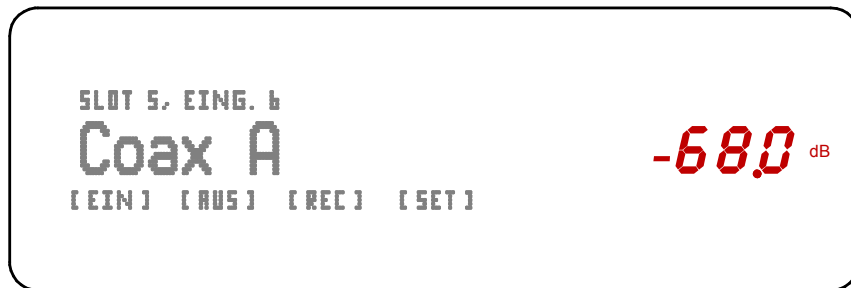 SLOT 5, EING. 6
Coax A
-68.0 dB
[EIN] [AUS] [REC] [SET]